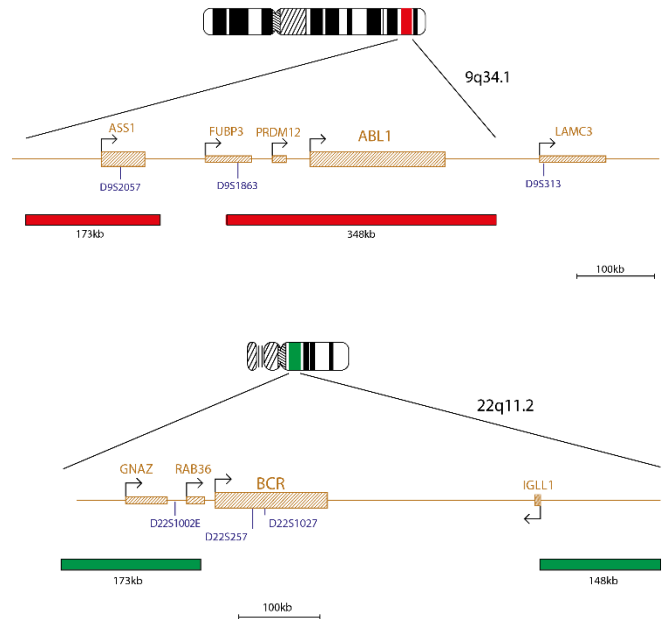 9q34.1
ASS1
FUBP3
PRDM12
ABL1
LAMC3
D9S2057
D9S1863
D9S313
173kb
348kb
100kb
22q11.2
GNAZ
RAB36
BCR
IGLL1
D22S1002E
D22S1027
D22S257
173kb
148kb
100kb